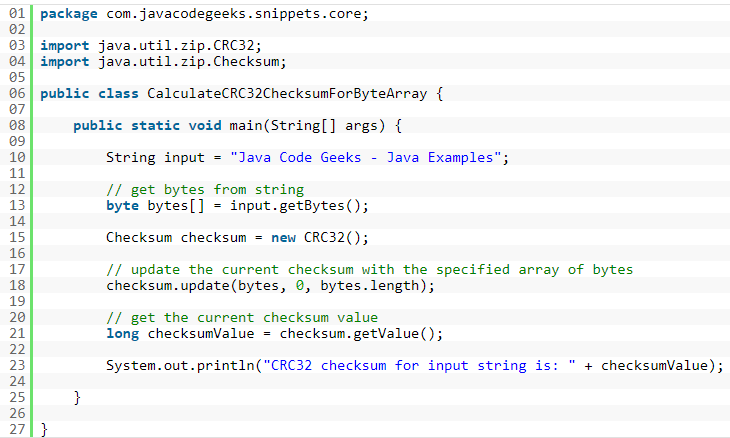 01 package com.javacodegeeks.snippets.core;
02
03 import java.util.zip.CRC32;
04 import java.util.zip.Checksum;
05
06 public class CalculateCRC32ChecksumForByteArray {
07
08     public static void main(String[] args) {
09
10         String input = "Java Code Geeks - Java Examples";
11
12         // get bytes from string
13         byte bytes[] = input.getBytes();
14
15         Checksum checksum = new CRC32();
16
17         // update the current checksum with the specified array of bytes
18         checksum.update(bytes, 0, bytes.length);
19
20         // get the current checksum value
21         long checksumValue = checksum.getValue();
22
23         System.out.println("CRC32 checksum for input string is: " + checksumValue);
24
25     }
26
27 }